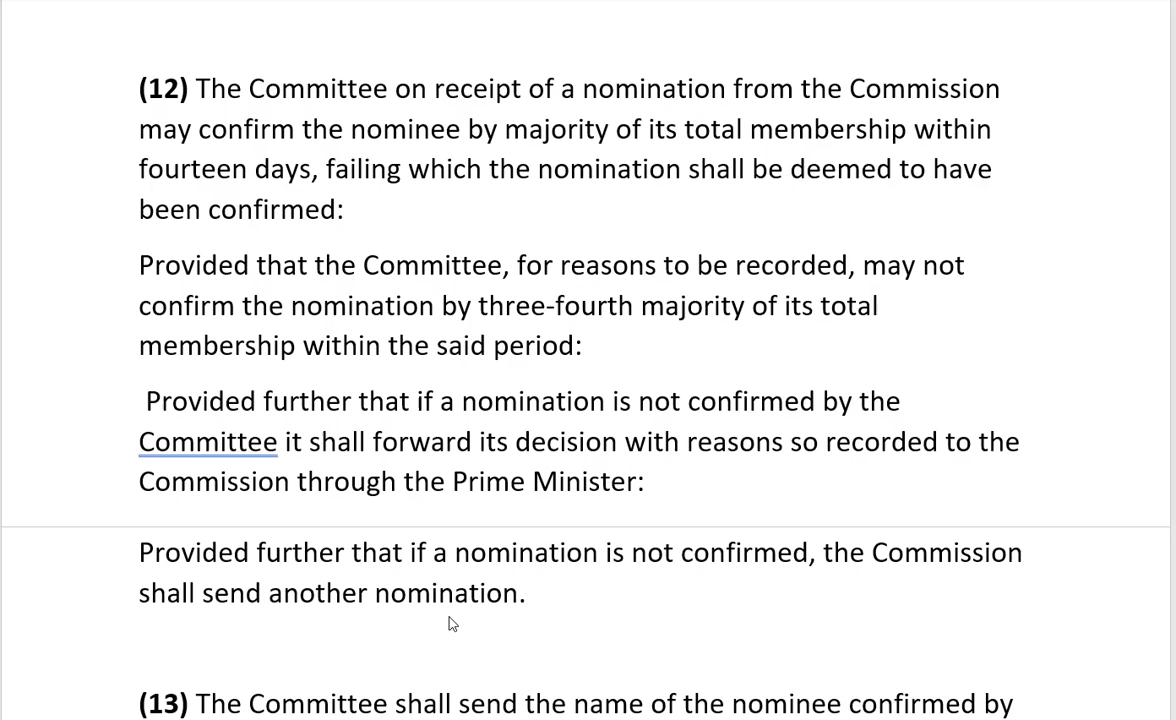 (12) The Committee on receipt of a nomination from the Commission
may confirm the nominee by majority of its total membership within
fourteen days, failing which the nomination shall be deemed to have
been confirmed:
Provided that the Committee, for reasons to be recorded, may not
confirm the nomination by three-fourth majority of its total
membership within the said period:
Provided further that if a nomination is not confirmed by the
Committee it shall forward its decision with reasons so recorded to the
Commission through the Prime Minister:
Provided further that if a nomination is not confirmed, the Commission
shall send another nomination.
(13) The Committee shall send the name of the nominee confirmed by